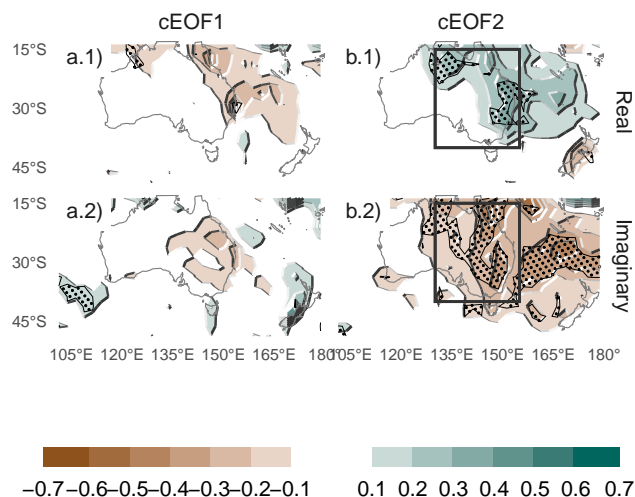 cEOF1 cEOF2
a.1) b.1)
15°S
30°S
45°S
Real
a.2) b.2)
15°S
30°S
45°S
Imaginary
105°E 120°E 135°E 150°E 165°E 180°
105°E 120°E 135°E 150°E 165°E 180°
−0.7 −0.6 −0.5 −0.4 −0.3 −0.2 −0.1
0.1 0.2 0.3 0.4 0.5 0.6 0.7